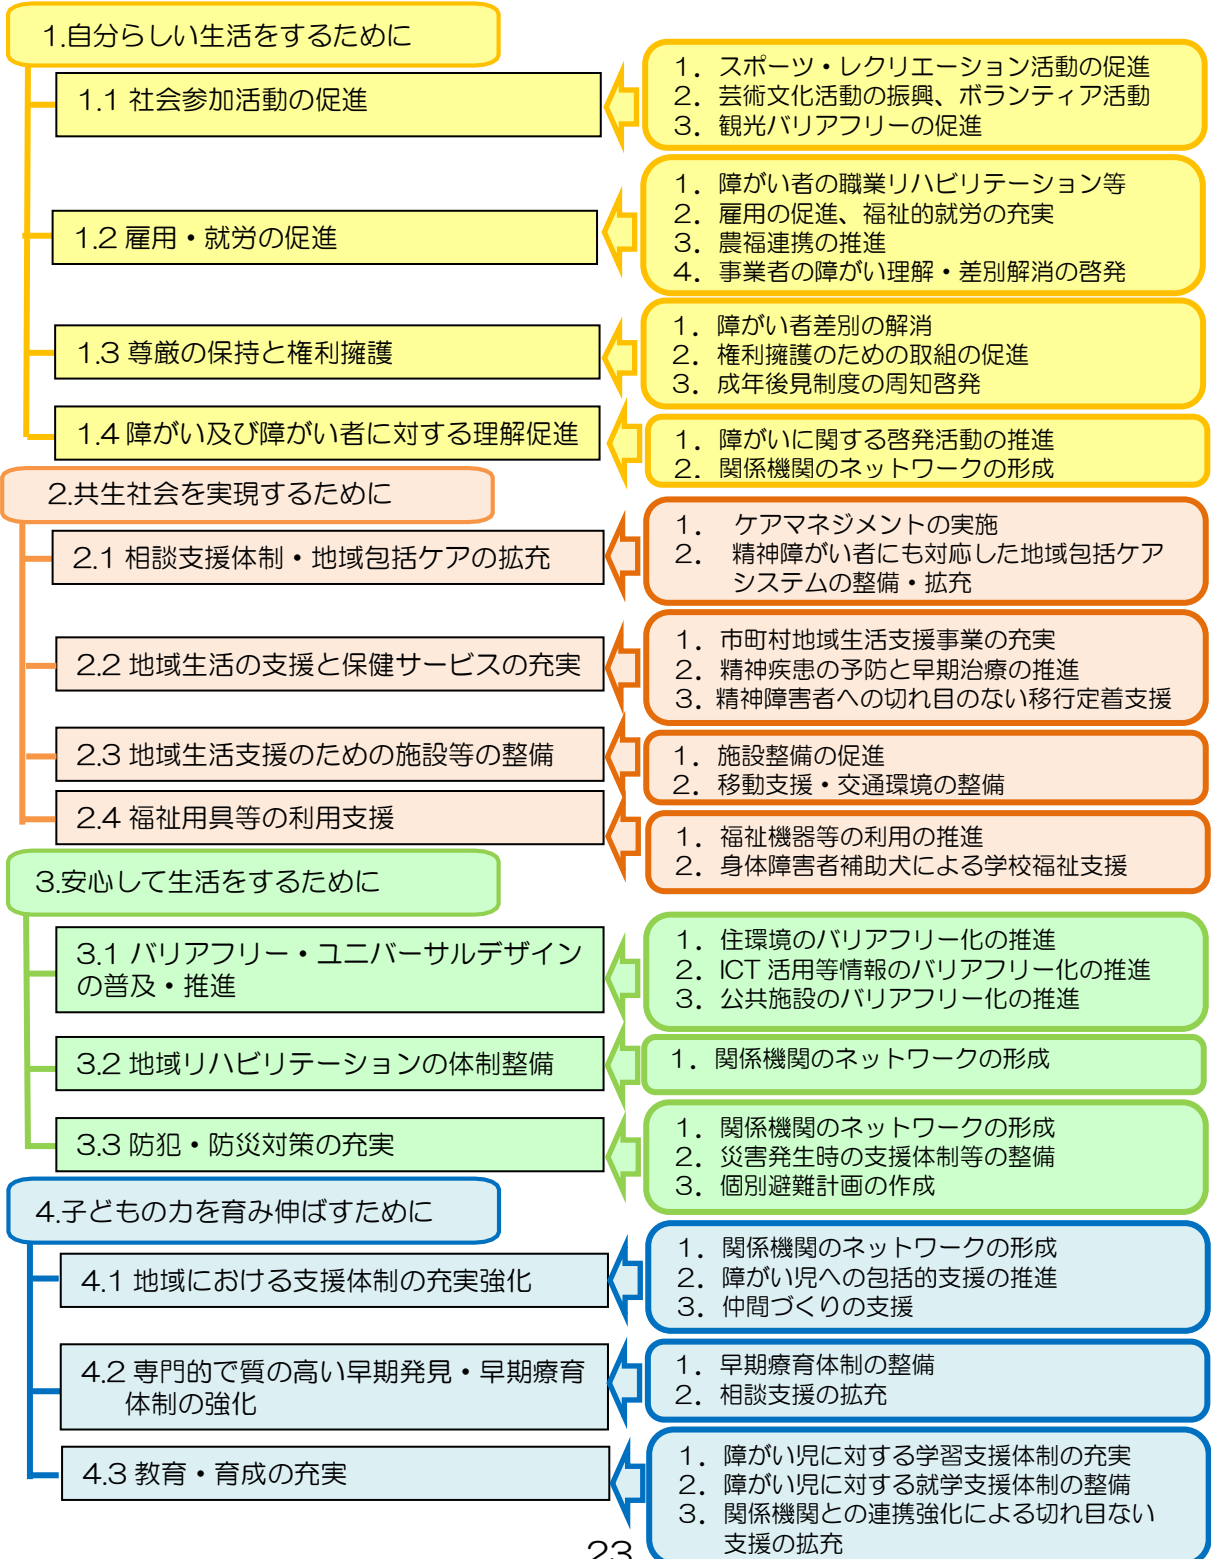 1.自分らしい生活をするために
1.1 社会参加活動の促進
1. スポーツ・レクリエーション活動の促進
2. 芸術文化活動の振興、ボランティア活動
3. 観光バリアフリーの促進
1.2 雇用・就労の促進
1. 障がい者の職業リハビリテーション等
2. 雇用の促進、福祉的就労の充実
3. 農福連携の推進
4. 事業者の障がい理解・差別解消の啓発
1.3 尊厳の保持と権利擁護
1. 障がい者差別の解消
2. 権利擁護のための取組の促進
3. 成年後見制度の周知啓発
1.4 障がい及び障がい者に対する理解促進
1. 障がいに関する啓発活動の推進
2. 関係機関のネットワークの形成
2.共生社会を実現するために
2.1 相談支援体制・地域包括ケアの拡充
1. ケアマネジメントの実施
2. 精神障がい者にも対応した地域包括ケア
システムの整備・拡充
2.2 地域生活の支援と保健サービスの充実
1. 市町村地域生活支援事業の充実
2. 精神疾患の予防と早期治療の推進
3. 精神障害者への切れ目のない移行定着支援
2.3 地域生活支援のための施設等の整備
1. 施設整備の促進
2. 移動支援・交通環境の整備
2.4 福祉用具等の利用支援
1. 福祉機器等の利用の推進
2. 身体障害者補助犬による学校福祉支援
3.安心して生活をするために
3.1 バリアフリー・ユニバーサルデザイン
の普及・推進
1. 住環境のバリアフリー化の推進
2. ICT 活用等情報のバリアフリー化の推進
3. 公共施設のバリアフリー化の推進
3.2 地域リハビリテーションの体制整備
1. 関係機関のネットワークの形成
3.3 防犯・防災対策の充実
1. 関係機関のネットワークの形成
2. 災害発生時の支援体制等の整備
3. 個別避難計画の作成
4.子どもの力を育み伸ばすために
4.1 地域における支援体制の充実強化
1. 関係機関のネットワークの形成
2. 障がい児への包括的支援の推進
3. 仲間づくりの支援
4.2 専門的で質の高い早期発見・早期療育
体制の強化
1. 早期療育体制の整備
2. 相談支援の拡充
4.3 教育・育成の充実
1. 障がい児に対する学習支援体制の充実
2. 障がい児に対する就学支援体制の整備
3. 関係機関との連携強化による切れ目ない
支援の拡充
23